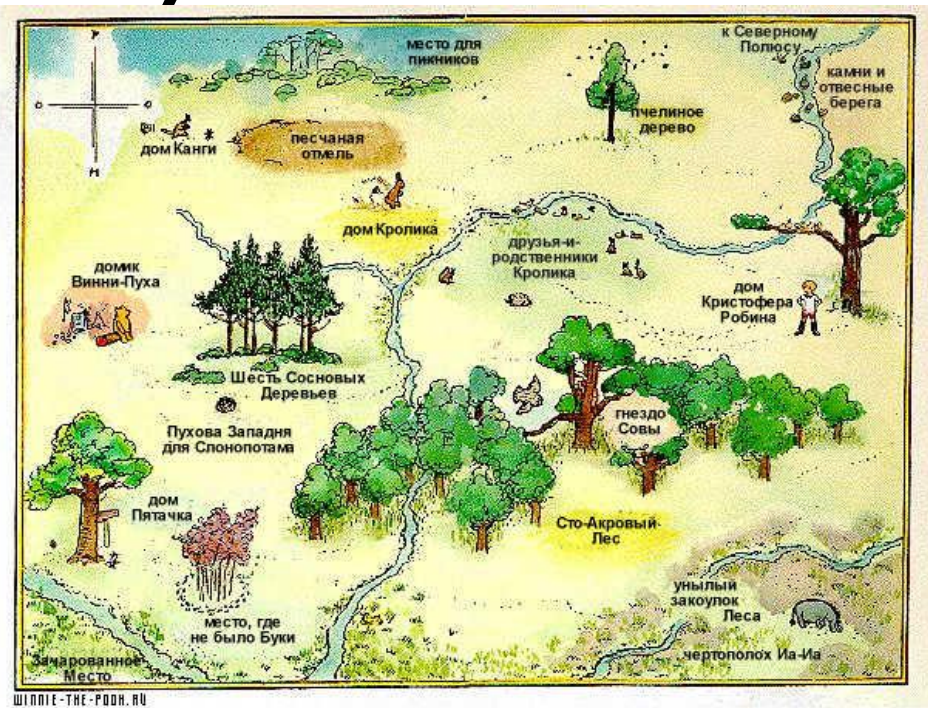 P
O O
H
место для
пикников
к Северному
Полюсу
камни и
отвесные
берега
пчелиное
дерево
дом Канги
песчаная
отмель
дом Кролика
друзья-и-
родственники
Кролика
домик
Винни-Пуха
дом
Кристофера
Робина
Шесть Сосновых
Деревьев
гнездо
Совы
Пухова Западня
для Слонопотама
дом
Пятачка
Сто-Акровый-
Лес
унылый
закоулок
Леса
место, где
не было Буки
чертополох Иа-Иа
Зачарованное
Место
WINNIE-THE-POOH.RU